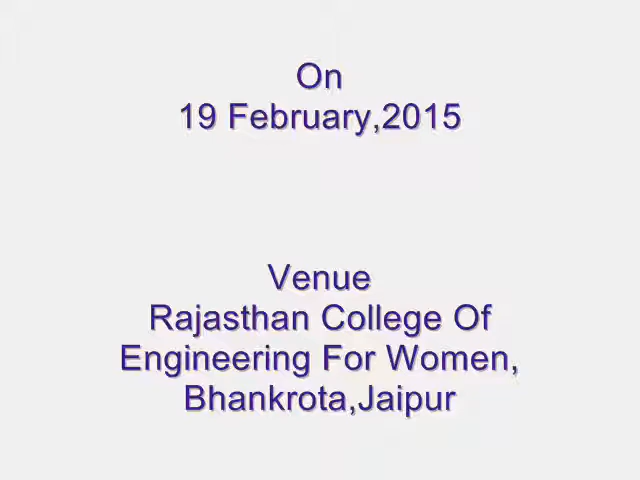 On
19 February,2015
Venue
Rajasthan College Of
Engineering For Women,
Bhankrota,Jaipur